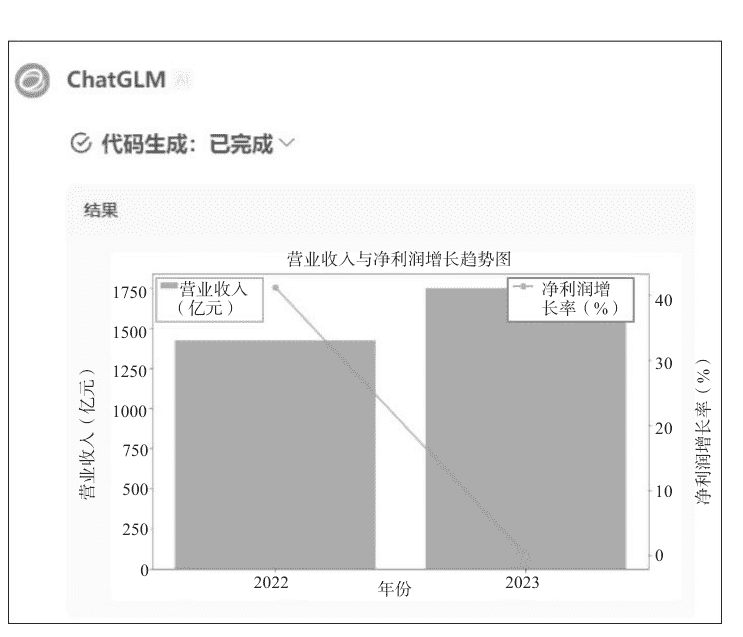 ChatGLM AI
代码生成：已完成
结果
营业收入与净利润增长趋势图
营业收入
（亿元）
净利润增
长率（%）
1750
1500
1250
1000
750
500
250
0
营业收入（亿元）
40
30
20
10
0
净利润增长率（%）
2022
2023
年份